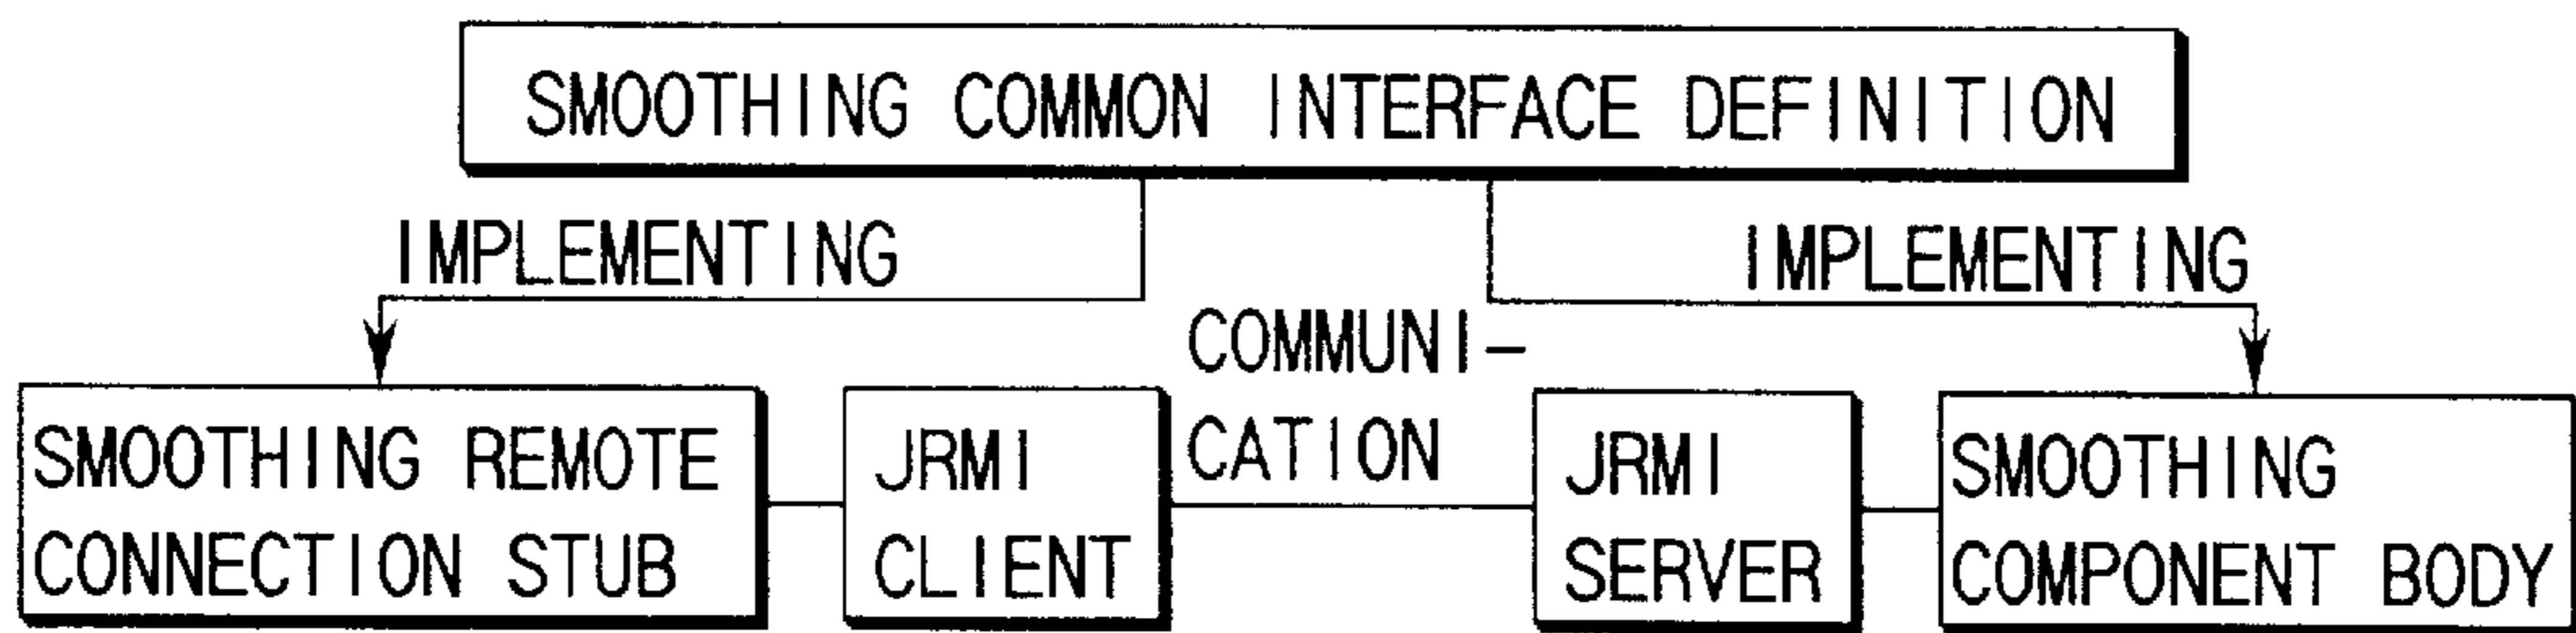 SMOOTHING COMMON INTERFACE DEFINITION
IMPLEMENTING
IMPLEMENTING
COMMUNI-
CATION
SMOOTHING REMOTE
CONNECTION STUB
JRMI
CLIENT
JRMI
SERVER
SMOOTHING
COMPONENT BODY